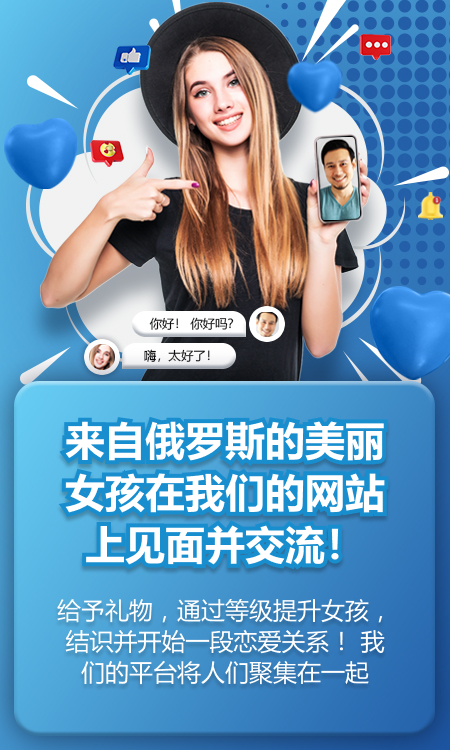 你好！ 你好吗?
嗨，太好了！
来自俄罗斯的美丽
女孩在我们的网站
上见面并交流！
给予礼物，通过等级提升女孩，
结识并开始一段恋爱关系！ 我
们的平台将人们聚集在一起